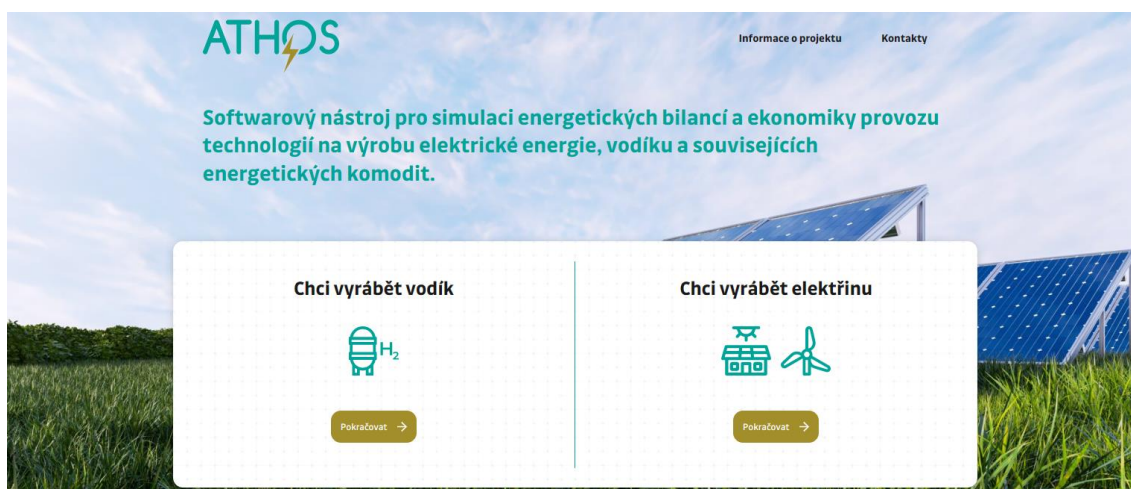 ATHOS
Informace o projektu
Kontakty
Softwarový nástroj pro simulaci energetických bilancí a ekonomiky provozu
technologií na výrobu elektrické energie, vodíku a souvisejících
energetických komodit.
Chci vyrábět vodík
H₂
Pokračovat →
Chci vyrábět elektřinu
Pokračovat →